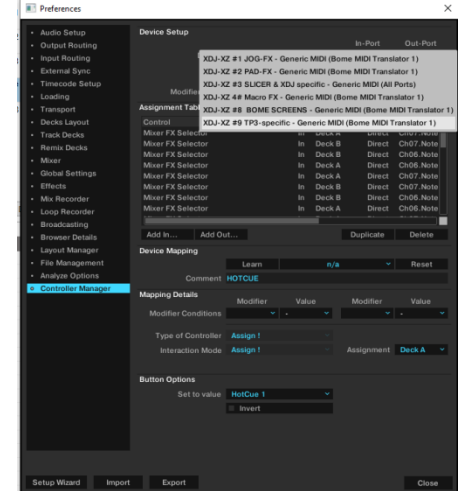 Preferences
Audio Setup
Output Routing
Input Routing
External Sync
Timecode Setup
Loading
Transport
Decks Layout
Track Decks
Remix Decks
Mixer
Global Settings
Effects
Mix Recorder
Loop Recorder
Broadcasting
Browser Details
Layout Manager
File Management
Analyze Options
Controller Manager
Device Setup
In-Port Out-Port
XDJ-XZ #1 JOG-FX - Generic MIDI (Bome MIDI Translator 1)
XDJ-XZ #2 PAD-FX - Generic MIDI (Bome MIDI Translator 1)
XDJ-XZ #3 SLICER & XDJ specific - Generic MIDI (All Ports)
XDJ-XZ 4# Macro FX - Generic MIDI (Bome MIDI Translator 1)
XDJ-XZ #8 BOME SCREENS - Generic MIDI (Bome MIDI Translator 1)
XDJ-XZ #9 TP3-specific - Generic MIDI (Bome MIDI Translator 1)
Modifie
Assignment Tabl
Control
Mixer FX Selector In Deck A Direct Ch07.Note
Mixer FX Selector In Deck B Direct Ch07.Note
Mixer FX Selector In Deck B Direct Ch06.Note
Mixer FX Selector In Deck A Direct Ch06.Note
Mixer FX Selector In Deck A Direct Ch07.Note
Mixer FX Selector In Deck B Direct Ch07.Note
Mixer FX Selector In Deck B Direct Ch06.Note
Mixer FX Selector In Deck A Direct Ch06.Note
Add In... Add Out... Duplicate Delete
Device Mapping
Learn n/a Reset
Comment HOTCUE
Mapping Details
Modifier Value Modifier Value
Modifier Conditions - -
Type of Controller Assign !
Interaction Mode Assign ! Assignment Deck A
Button Options
Set to value HotCue 1
Invert
Setup Wizard Import Export Close